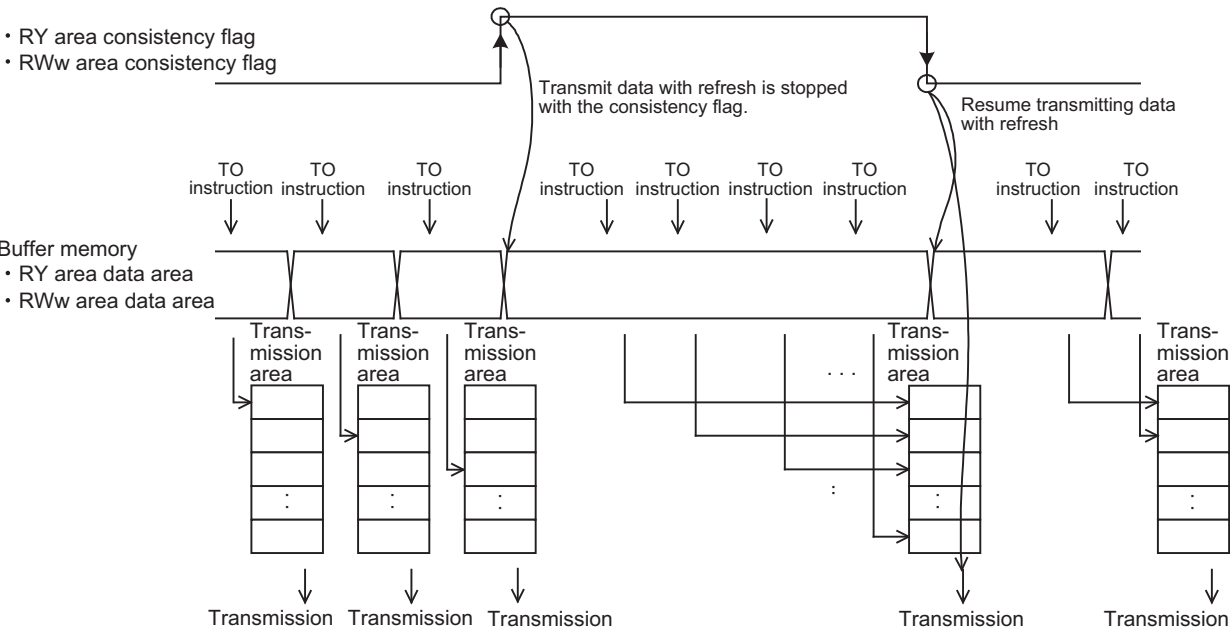 ・RY area consistency flag
・RWw area consistency flag
Transmit data with refresh is stopped
with the consistency flag.
Resume transmitting data
with refresh
TO
instruction
TO
instruction
TO
instruction
TO
instruction
TO
instruction
TO
instruction
TO
instruction
TO
instruction
TO
instruction
Buffer memory
・RY area data area
・RWw area data area
Trans-
mission
area
Trans-
mission
area
Trans-
mission
area
. . .
Trans-
mission
area
Trans-
mission
area
:
:
:
:
:
:
Transmission
Transmission
Transmission
Transmission
Transmission